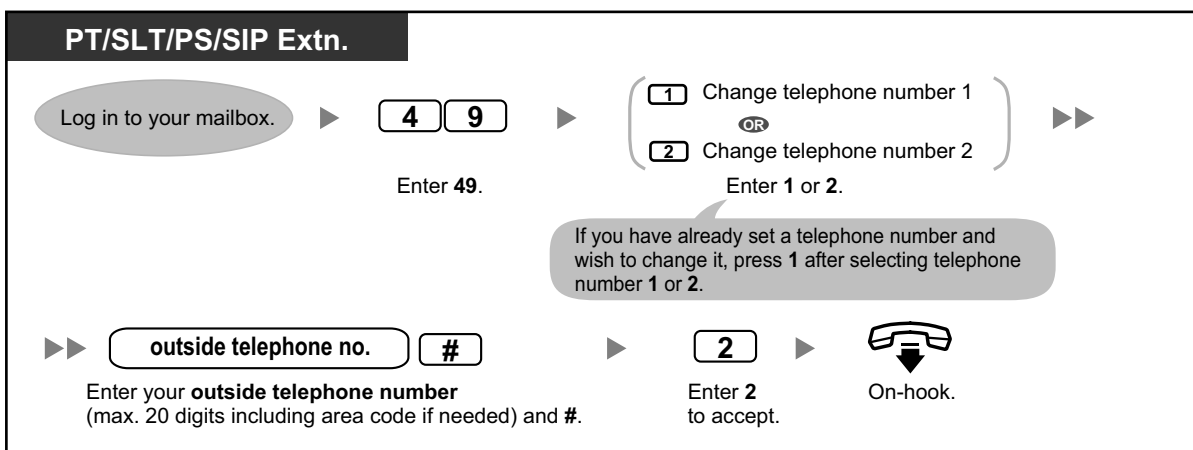 PT/SLT/PS/SIP Extn.
Log in to your mailbox.
4 9
Enter 49.
1 Change telephone number 1
OR
2 Change telephone number 2
Enter 1 or 2.
If you have already set a telephone number and
wish to change it, press 1 after selecting telephone
number 1 or 2.
outside telephone no. #
Enter your outside telephone number
(max. 20 digits including area code if needed) and #.
2
Enter 2
to accept.
On-hook.